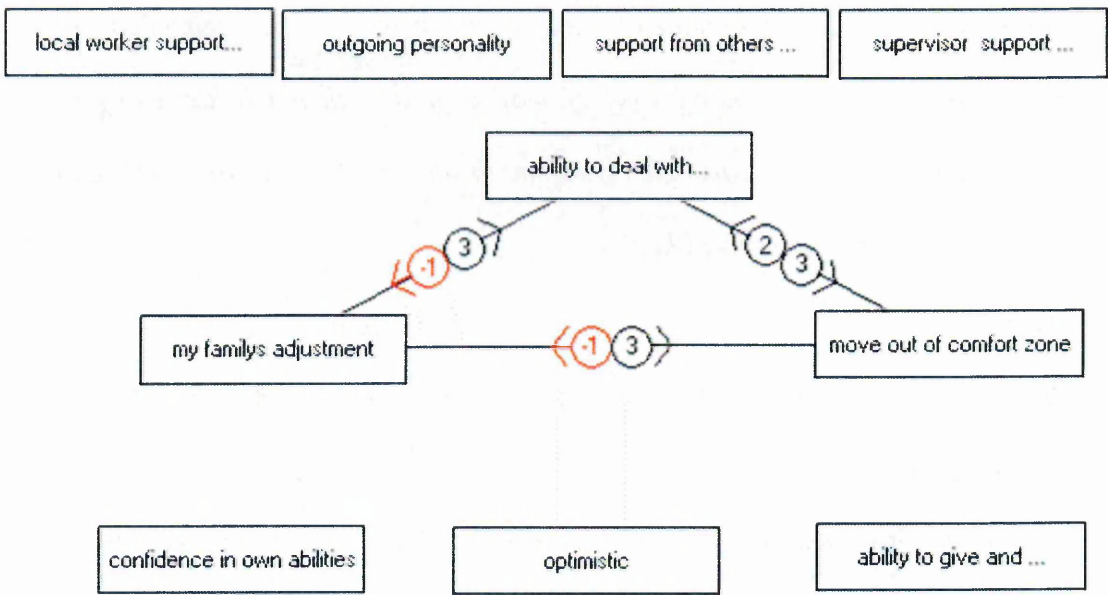 local worker support...
outgoing personality
support from others ...
supervisor support ...
ability to deal with...
-1
3
2
3
my familys adjustment
-1
3
move out of comfort zone
confidence in own abilities
optimistic
ability to give and ...